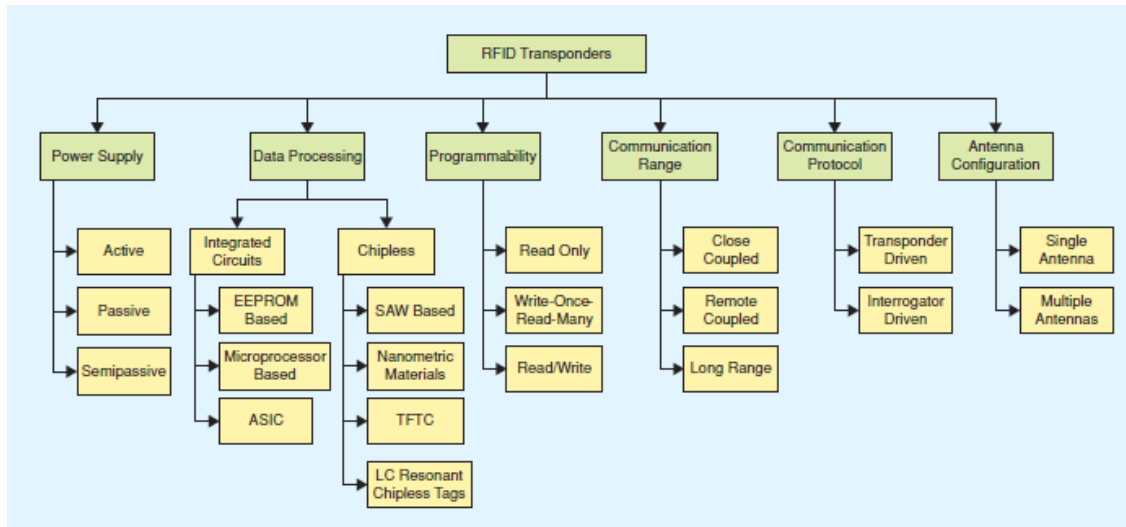 RFID Transponders
Power Supply
Data Processing
Programmability
Communication
Range
Communication
Protocol
Antenna
Configuration
Active
Passive
Semipassive
Integrated
Circuits
EEPROM
Based
Microprocessor
Based
ASIC
Chipless
SAW Based
Nanometric
Materials
TFTC
LC Resonant
Chipless Tags
Read Only
Write-Once-
Read-Many
Read/Write
Close
Coupled
Remote
Coupled
Long Range
Transponder
Driven
Interrogator
Driven
Single
Antenna
Multiple
Antennas